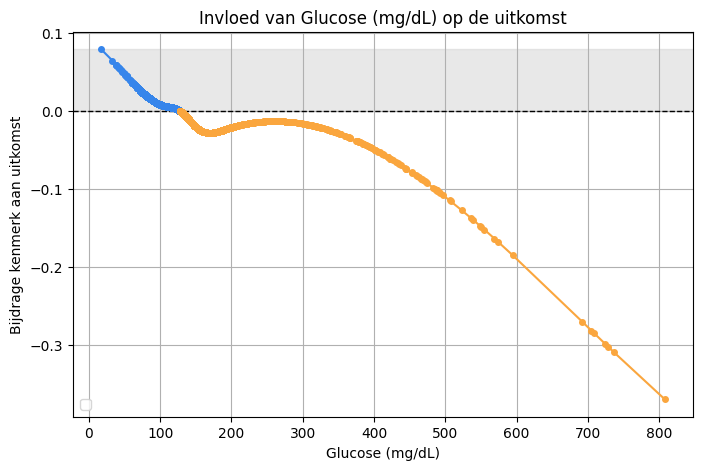 Invloed van Glucose (mg/dL) op de uitkomst
Bijdrage kenmerk aan uitkomst
0.1
0.0
−0.1
−0.2
−0.3
0 100 200 300 400 500 600 700 800
Glucose (mg/dL)